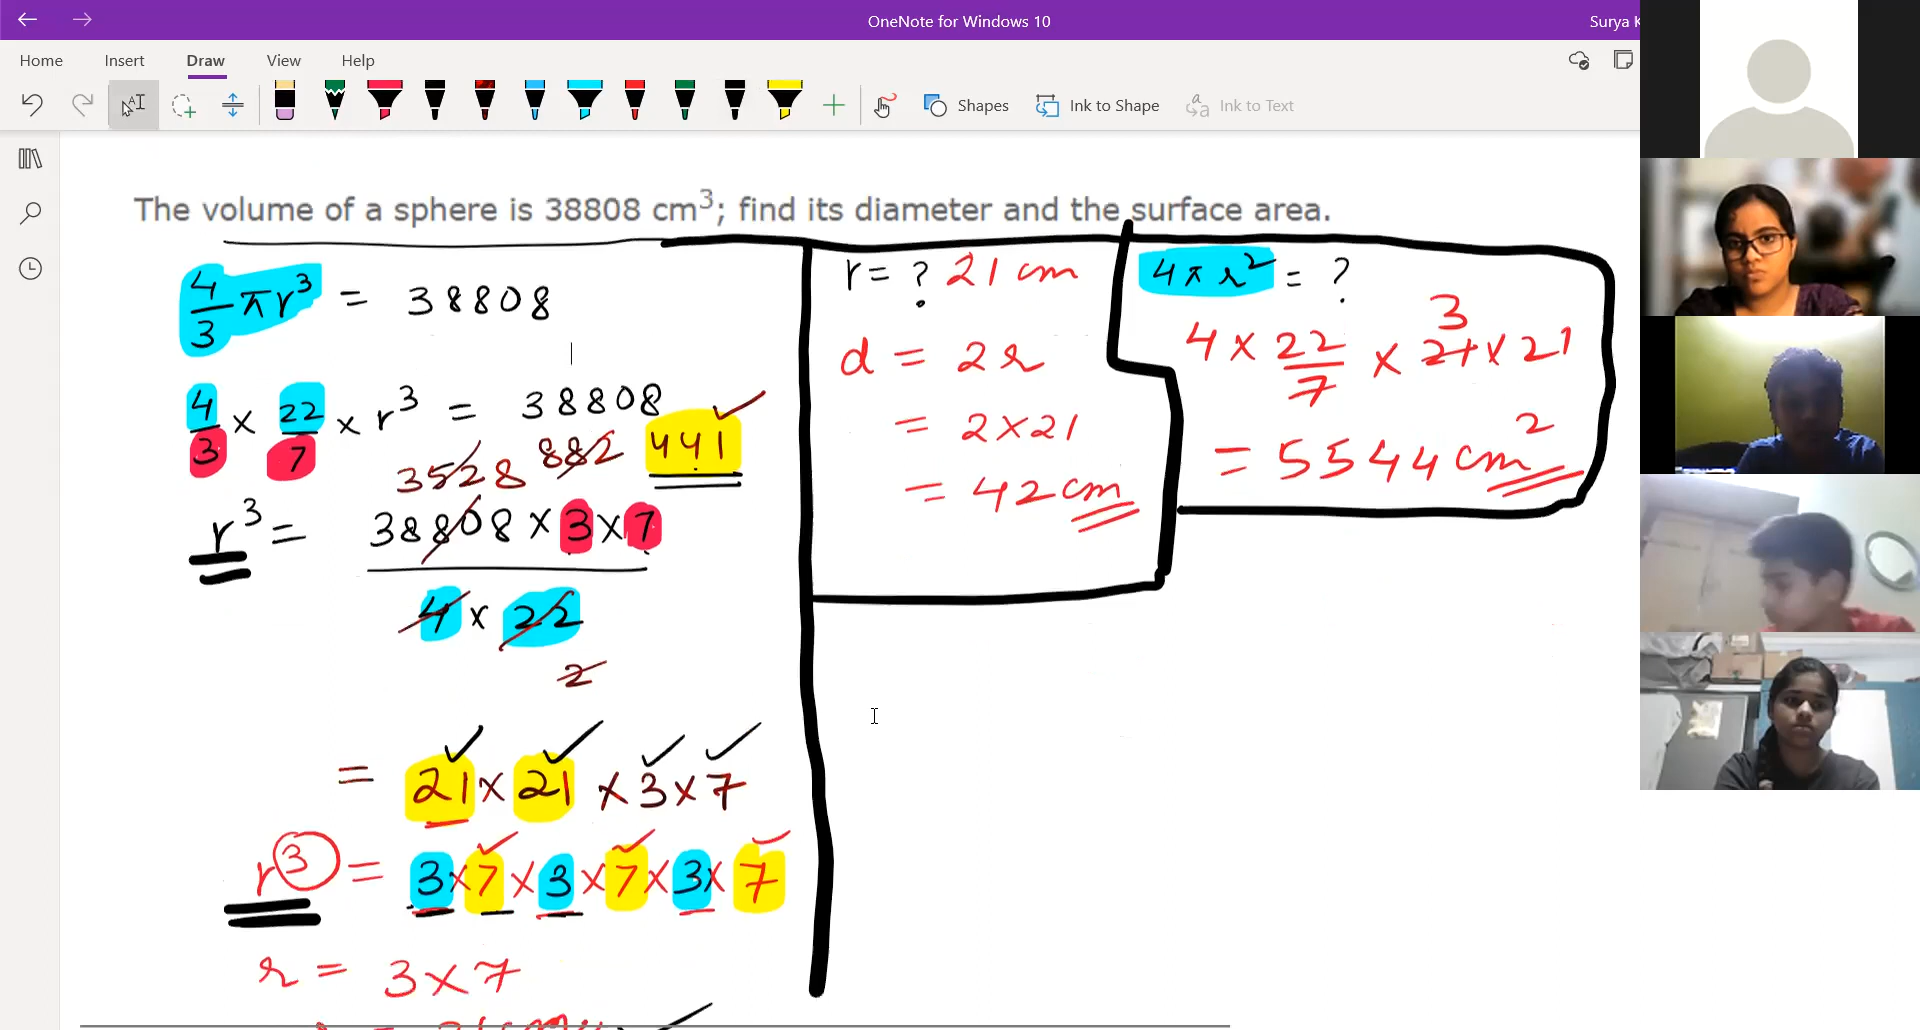 OneNote for Windows 10
Surya K
Home Insert Draw View Help
Shapes Ink to Shape Ink to Text
The volume of a sphere is 38808 cm³; find its diameter and the surface area.
4/3 πr³ = 38808
4/3 × 22/7 × r³ = 38808
3528 882 441
r³ = 38808 × 3 × 7
4 × 22
2
= 21 × 21 × 3 × 7
r³ = 3 × 7 × 3 × 7 × 3 × 7
r = 3 × 7
r = ? 21 cm
d = 2r
= 2 × 21
= 42 cm
4πr² = ?
3
4 × 22/7 × 21 × 21
= 5544 cm²